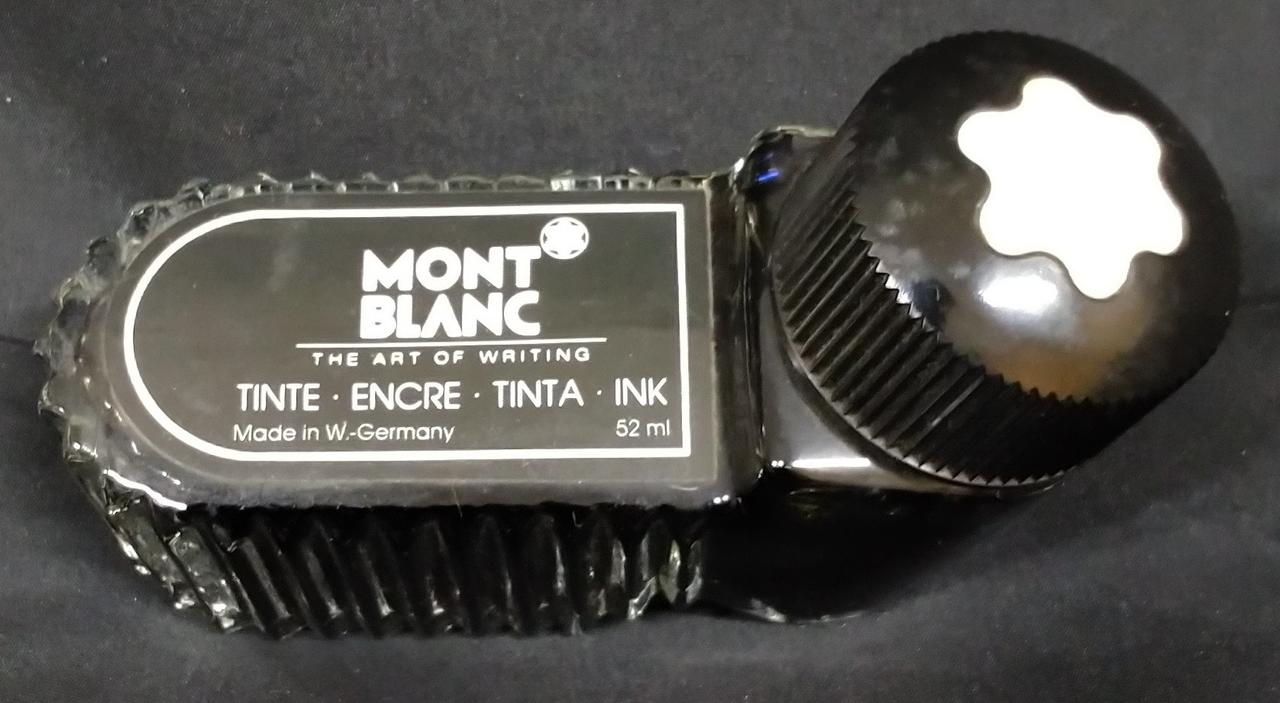 MONT
BLANC
THE ART OF WRITING
TINTE · ENCRE · TINTA · INK
Made in W.-Germany 52 ml